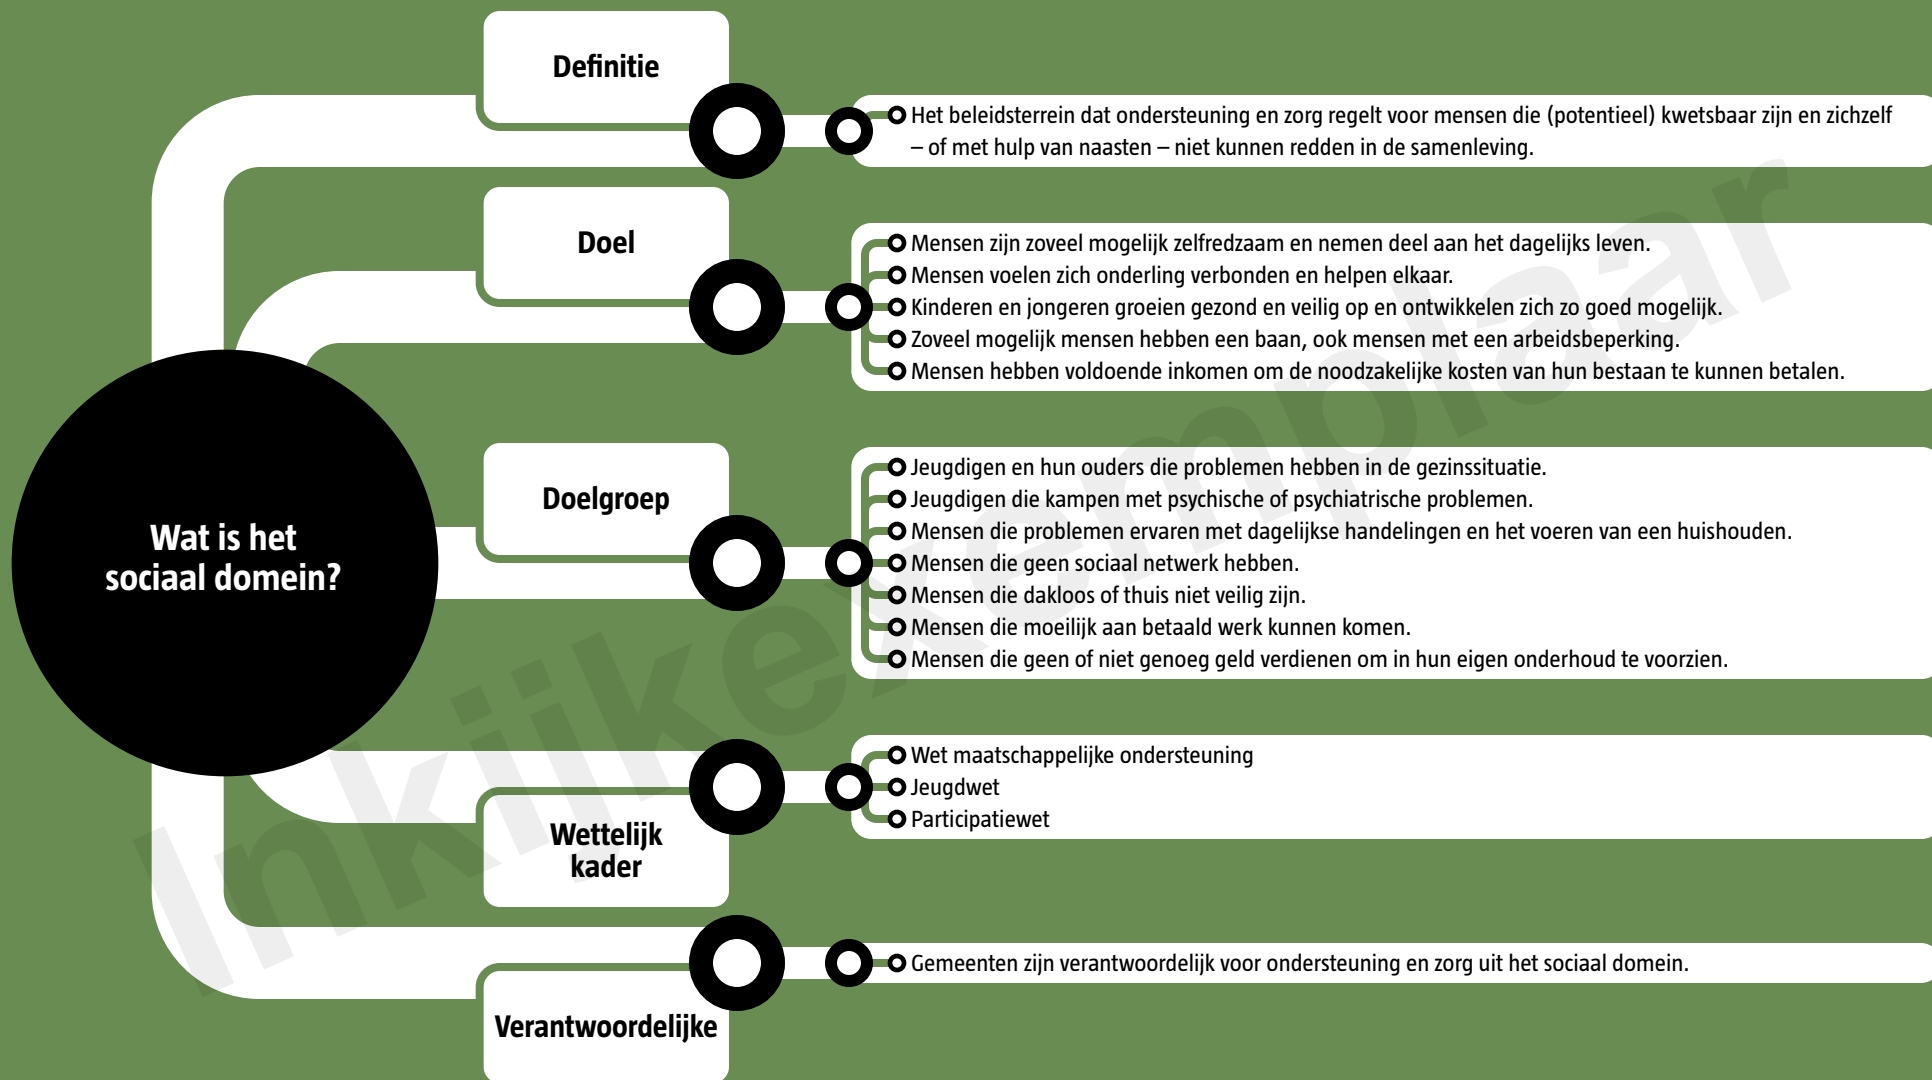 Wat is het
sociaal domein?
Definitie
Het beleidsterrein dat ondersteuning en zorg regelt voor mensen die (potentieel) kwetsbaar zijn en zichzelf
– of met hulp van naasten – niet kunnen redden in de samenleving.
Doel
Mensen zijn zoveel mogelijk zelfredzaam en nemen deel aan het dagelijks leven.
Mensen voelen zich onderling verbonden en helpen elkaar.
Kinderen en jongeren groeien gezond en veilig op en ontwikkelen zich zo goed mogelijk.
Zoveel mogelijk mensen hebben een baan, ook mensen met een arbeidsbeperking.
Mensen hebben voldoende inkomen om de noodzakelijke kosten van hun bestaan te kunnen betalen.
Doelgroep
Jeugdigen en hun ouders die problemen hebben in de gezinssituatie.
Jeugdigen die kampen met psychische of psychiatrische problemen.
Mensen die problemen ervaren met dagelijkse handelingen en het voeren van een huishouden.
Mensen die geen sociaal netwerk hebben.
Mensen die dakloos of thuis niet veilig zijn.
Mensen die moeilijk aan betaald werk kunnen komen.
Mensen die geen of niet genoeg geld verdienen om in hun eigen onderhoud te voorzien.
Wettelijk
kader
Wet maatschappelijke ondersteuning
Jeugdwet
Participatiewet
Verantwoordelijke
Gemeenten zijn verantwoordelijk voor ondersteuning en zorg uit het sociaal domein.
Inkijkexemplaar